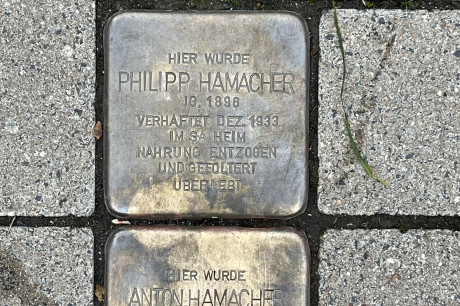 HIER WURDE
PHILIPP HAMACHER
JG. 1896
VERHAFTET DEZ. 1933
IM SA HEIM
NAHRUNG ENTZOGEN
UND GEFOLTERT
ÜBERLEBT
HIER WURDE
ANTON HAMACHER